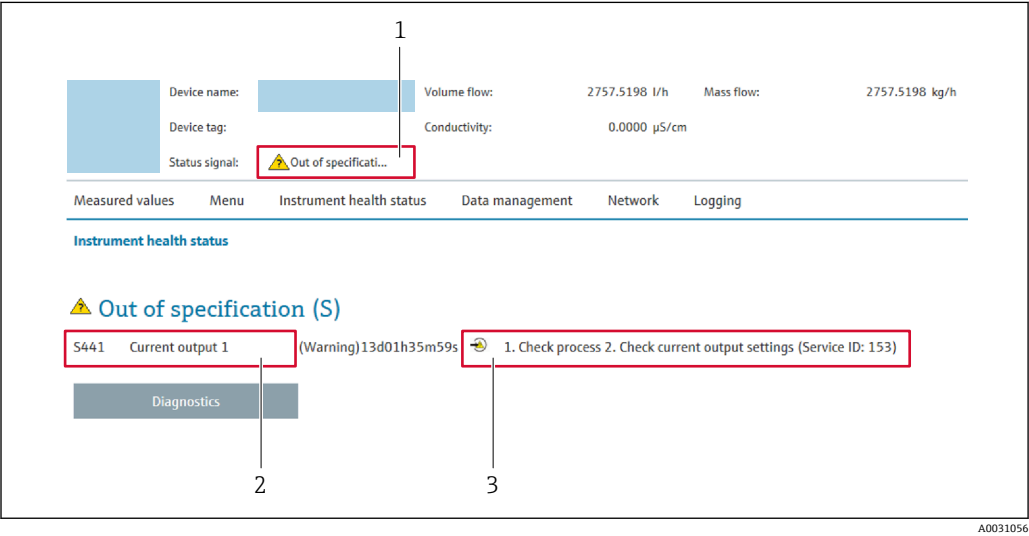 1
Device name: Volume flow: 2757.5198 l/h Mass flow: 2757.5198 kg/h
Device tag: Conductivity: 0.0000 µS/cm
Status signal: Out of specificati...
Measured values Menu Instrument health status Data management Network Logging
Instrument health status
Out of specification (S)
S441 Current output 1 (Warning)13d01h35m59s 1. Check process 2. Check current output settings (Service ID: 153)
Diagnostics
2 3
A0031056